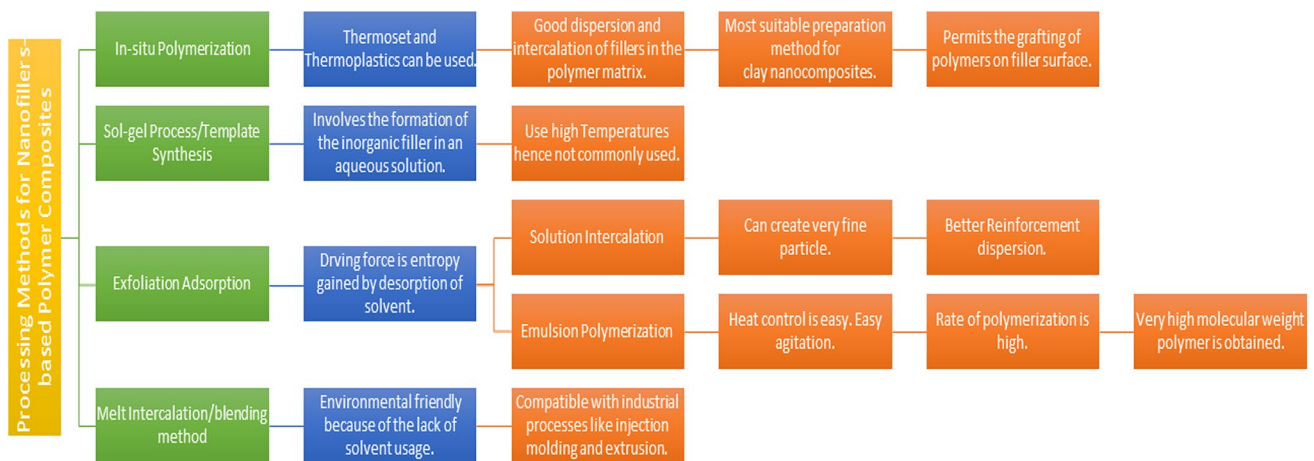 Processing Methods for Nanofillers-
based Polymer Composites
In-situ Polymerization
Thermoset and
Thermoplastics can be used.
Good dispersion and
intercalation of fillers in the
polymer matrix.
Most suitable preparation
method for
clay nanocomposites.
Permits the grafting of
polymers on filler surface.
Sol-gel Process/Template
Synthesis
Involves the formation of
the inorganic filler in an
aqueous solution.
Use high Temperatures
hence not commonly used.
Exfoliation Adsorption
Drving force is entropy
gained by desorption of
solvent.
Solution Intercalation
Can create very fine
particle.
Better Reinforcement
dispersion.
Emulsion Polymerization
Heat control is easy. Easy
agitation.
Rate of polymerization is
high.
Very high molecular weight
polymer is obtained.
Melt Intercalation/blending
method
Environmental friendly
because of the lack of
solvent usage.
Compatible with industrial
processes like injection
molding and extrusion.